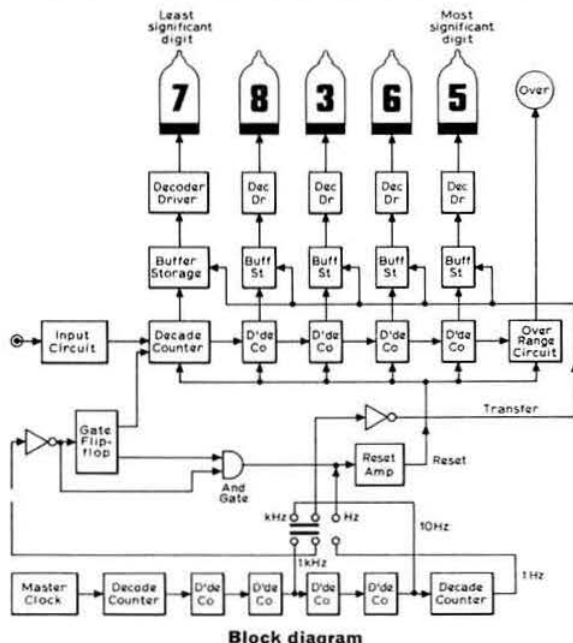 Least
significant
digit
Most
significant
digit
7
8
3
6
5
Over
Decoder
Driver
Dec
Dr
Dec
Dr
Dec
Dr
Dec
Dr
Buffer
Storage
Buff
St
Buff
St
Buff
St
Buff
St
Input
Circuit
Decade
Counter
D'de
Co
D'de
Co
D'de
Co
D'de
Co
Over
Range
Circuit
Transfer
Gate
Flip-
flop
And
Gate
Reset
Amp
Reset
kHz
Hz
10Hz
1kHz
1Hz
Master
Clock
Decade
Counter
D'de
Co
D'de
Co
D'de
Co
D'de
Co
Decade
Counter
Block diagram